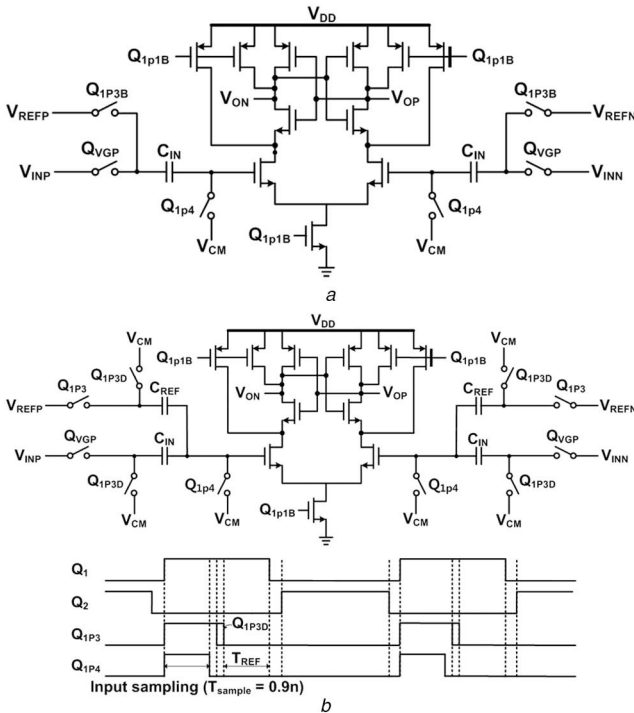 V_DD
Q_1p1B Q_1p1B
V_ON V_OP
Q_1P3B Q_1P3B
V_REFP V_REFN
Q_VGP C_IN C_IN Q_VGP
V_INP V_INN
Q_1p4 Q_1p4
V_CM Q_1p1B V_CM
a
V_DD
V_CM V_CM
Q_1p1B Q_1p1B
Q_1P3 Q_1P3D C_REF C_REF Q_1P3D Q_1P3
V_REFP V_ON V_OP V_REFN
Q_VGP C_IN C_IN Q_VGP
V_INP V_INN
Q_1P3D Q_1p4 Q_1p4 Q_1P3D
V_CM V_CM Q_1p1B V_CM V_CM
Q_1
Q_2
Q_1P3 Q_1P3D
Q_1P4 T_REF
Input sampling (T_sample = 0.9n)
b